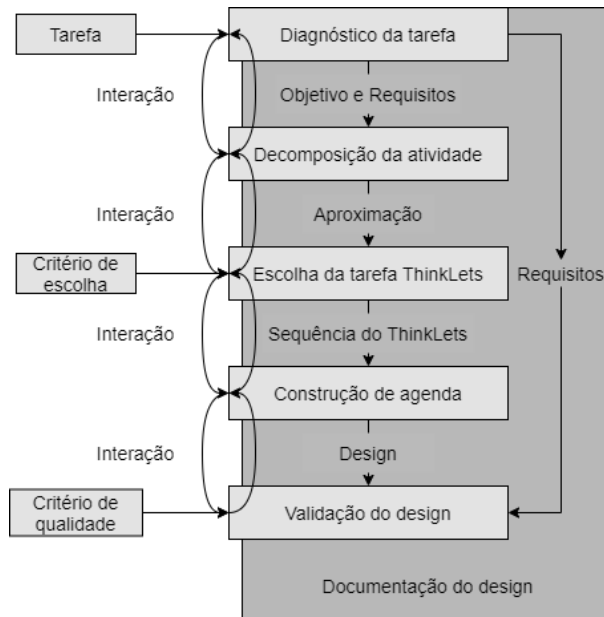 Tarefa
Diagnóstico da tarefa
Interação
Objetivo e Requisitos
Decomposição da atividade
Interação
Aproximação
Critério de
escolha
Escolha da tarefa ThinkLets
Requisitos
Interação
Sequência do ThinkLets
Construção de agenda
Interação
Design
Critério de
qualidade
Validação do design
Documentação do design